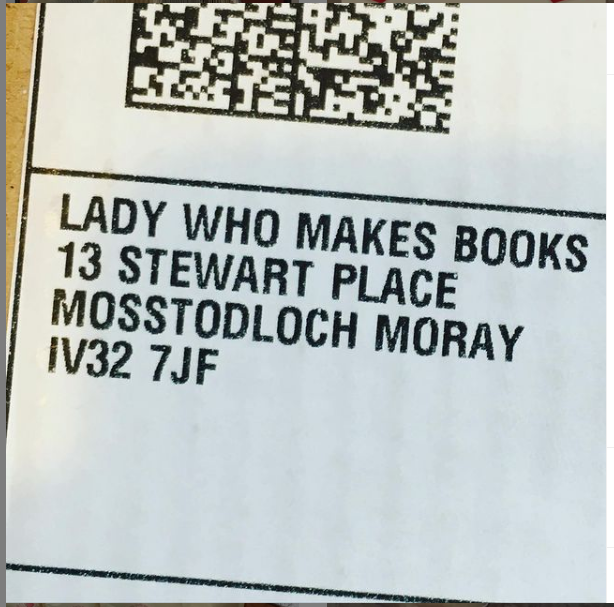 LADY WHO MAKES BOOKS
13 STEWART PLACE
MOSSTODLOCH MORAY
IV32 7JF